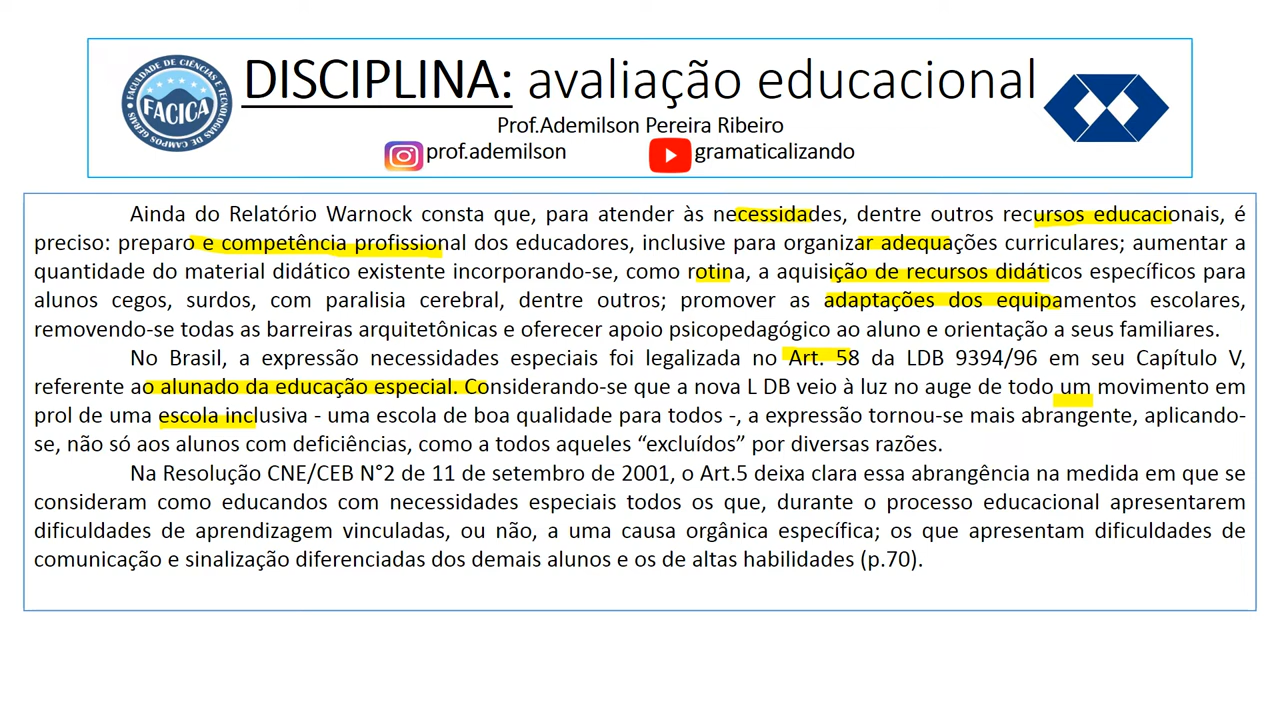 FACULDADE DE CIÊNCIAS E TECNOLOGIAS DE CAMPOS GERAIS
FACICA
DISCIPLINA: avaliação educacional
Prof.Ademilson Pereira Ribeiro
prof.ademilson gramaticalizando
Ainda do Relatório Warnock consta que, para atender às necessidades, dentre outros recursos educacionais, é
preciso: preparo e competência profissional dos educadores, inclusive para organizar adequações curriculares; aumentar a
quantidade do material didático existente incorporando-se, como rotina, a aquisição de recursos didáticos específicos para
alunos cegos, surdos, com paralisia cerebral, dentre outros; promover as adaptações dos equipamentos escolares,
removendo-se todas as barreiras arquitetônicas e oferecer apoio psicopedagógico ao aluno e orientação a seus familiares.
No Brasil, a expressão necessidades especiais foi legalizada no Art. 58 da LDB 9394/96 em seu Capítulo V,
referente ao alunado da educação especial. Considerando-se que a nova L DB veio à luz no auge de todo um movimento em
prol de uma escola inclusiva - uma escola de boa qualidade para todos -, a expressão tornou-se mais abrangente, aplicando-
se, não só aos alunos com deficiências, como a todos aqueles “excluídos” por diversas razões.
Na Resolução CNE/CEB N°2 de 11 de setembro de 2001, o Art.5 deixa clara essa abrangência na medida em que se
consideram como educandos com necessidades especiais todos os que, durante o processo educacional apresentarem
dificuldades de aprendizagem vinculadas, ou não, a uma causa orgânica específica; os que apresentam dificuldades de
comunicação e sinalização diferenciadas dos demais alunos e os de altas habilidades (p.70).